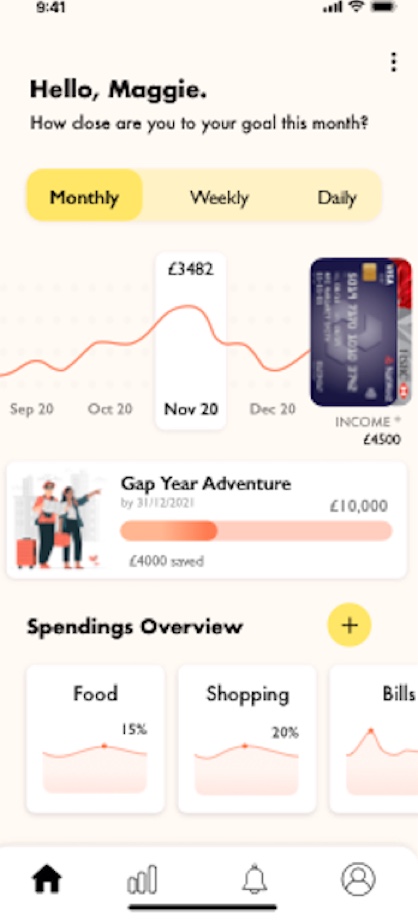 9:41
Hello, Maggie.
How close are you to your goal this month?
Monthly Weekly Daily
£3482
VISA
Sep 20 Oct 20 Nov 20 Dec 20
INCOME *
£4500
Gap Year Adventure
by 31/12/2021
£10,000
£4000 saved
Spendings Overview
+
Food Shopping Bills
15% 20%